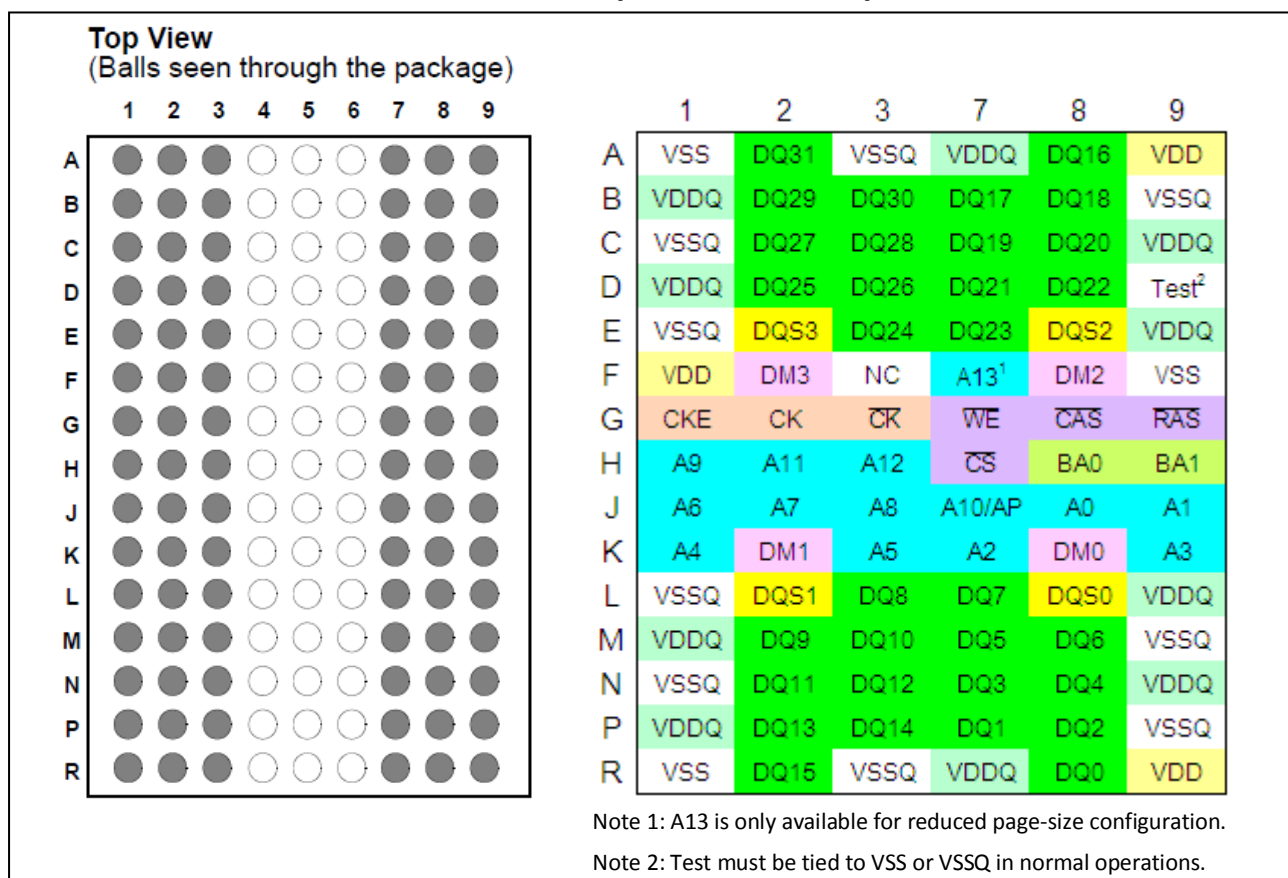 Top View
(Balls seen through the package)
1 2 3 4 5 6 7 8 9
A
B
C
D
E
F
G
H
J
K
L
M
N
P
R
1 2 3 7 8 9
A VSS DQ31 VSSQ VDDQ DQ16 VDD
B VDDQ DQ29 DQ30 DQ17 DQ18 VSSQ
C VSSQ DQ27 DQ28 DQ19 DQ20 VDDQ
D VDDQ DQ25 DQ26 DQ21 DQ22 Test²
E VSSQ DQS3 DQ24 DQ23 DQS2 VDDQ
F VDD DM3 NC A13¹ DM2 VSS
G CKE CK C̅K̅ W̅E̅ C̅A̅S̅ R̅A̅S̅
H A9 A11 A12 C̅S̅ BA0 BA1
J A6 A7 A8 A10/AP A0 A1
K A4 DM1 A5 A2 DM0 A3
L VSSQ DQS1 DQ8 DQ7 DQS0 VDDQ
M VDDQ DQ9 DQ10 DQ5 DQ6 VSSQ
N VSSQ DQ11 DQ12 DQ3 DQ4 VDDQ
P VDDQ DQ13 DQ14 DQ1 DQ2 VSSQ
R VSS DQ15 VSSQ VDDQ DQ0 VDD
Note 1: A13 is only available for reduced page-size configuration.
Note 2: Test must be tied to VSS or VSSQ in normal operations.